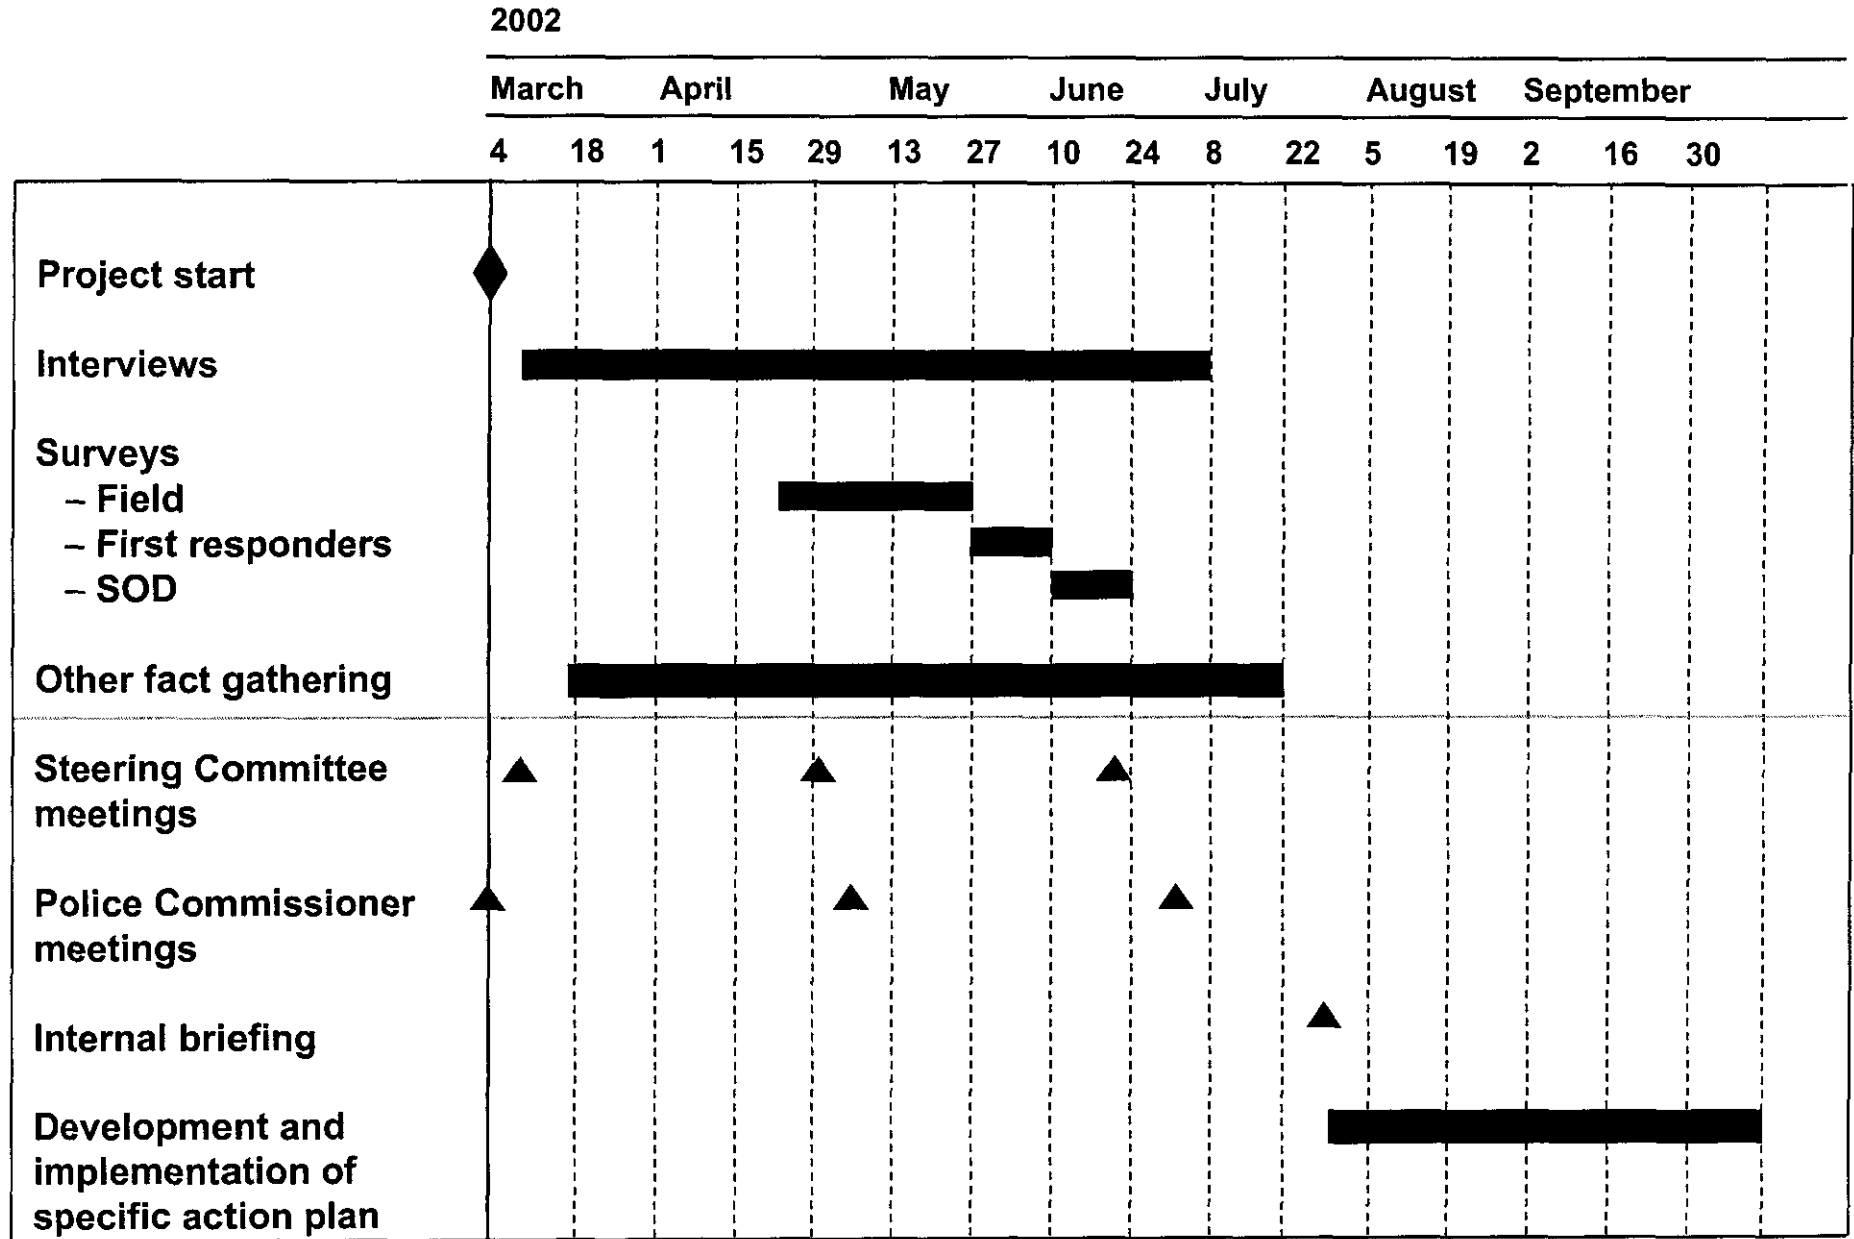 2002
March April May June July August September
4 18 1 15 29 13 27 10 24 8 22 5 19 2 16 30
Project start
Interviews
Surveys
– Field
– First responders
– SOD
Other fact gathering
Steering Committee
meetings
Police Commissioner
meetings
Internal briefing
Development and
implementation of
specific action plan